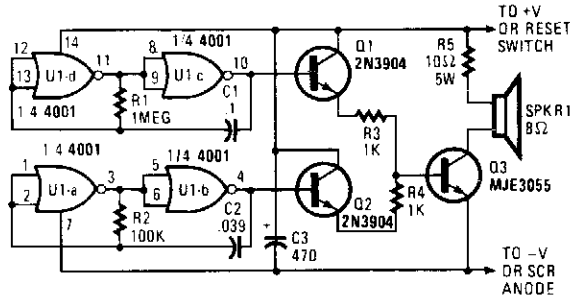 TO +V
OR RESET
SWITCH
12
14
13
11
U1-d
1 4 4001
R1
1MEG
1/4 4001
8
9
U1-c
10
C1
.1
Q1
2N3904
R3
1K
R5
10Ω
5W
SPKR1
8Ω
1 4 4001
1
2
U1-a
3
7
R2
100K
1/4 4001
5
6
U1-b
4
C2
.039
Q2
2N3904
R4
1K
Q3
MJE3055
+
C3
470
TO -V
OR SCR
ANODE